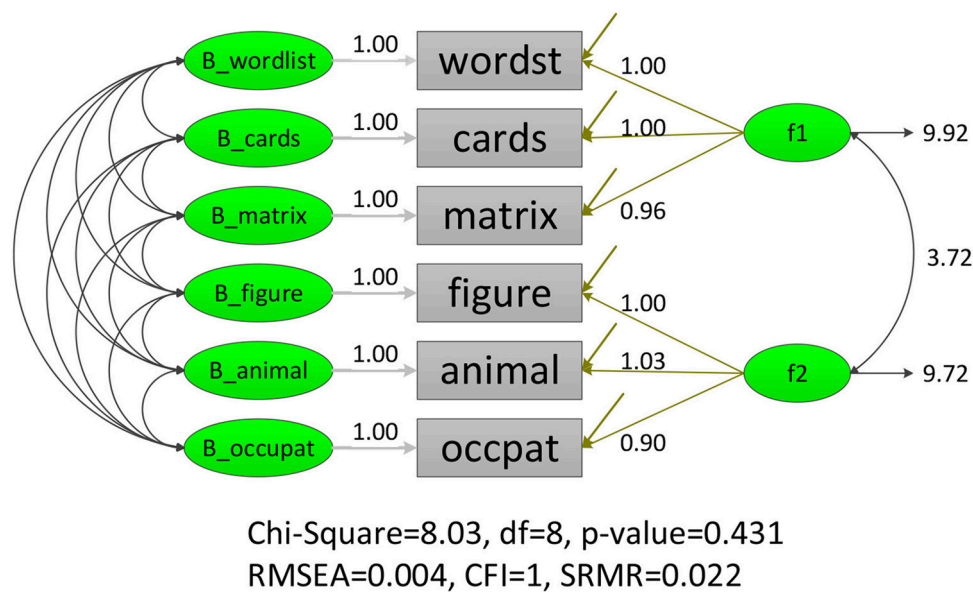 B_wordlist 1.00 wordst 1.00
B_cards 1.00 cards 1.00 f1 9.92
B_matrix 1.00 matrix 0.96
3.72
B_figure 1.00 figure 1.00
B_animal 1.00 animal 1.03 f2 9.72
B_occupat 1.00 occpat 0.90
Chi-Square=8.03, df=8, p-value=0.431
RMSEA=0.004, CFI=1, SRMR=0.022